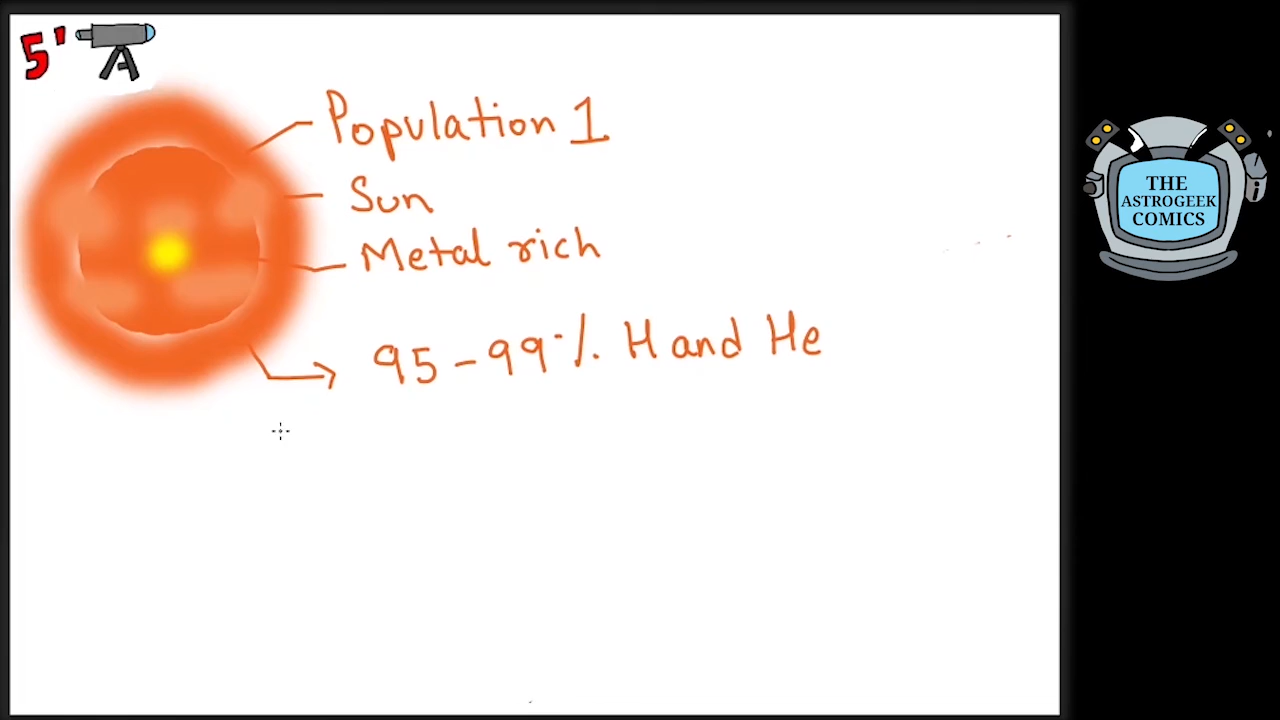 5'
Population 1
Sun
Metal rich
95-99% H and He
THE
ASTROGEEK
COMICS